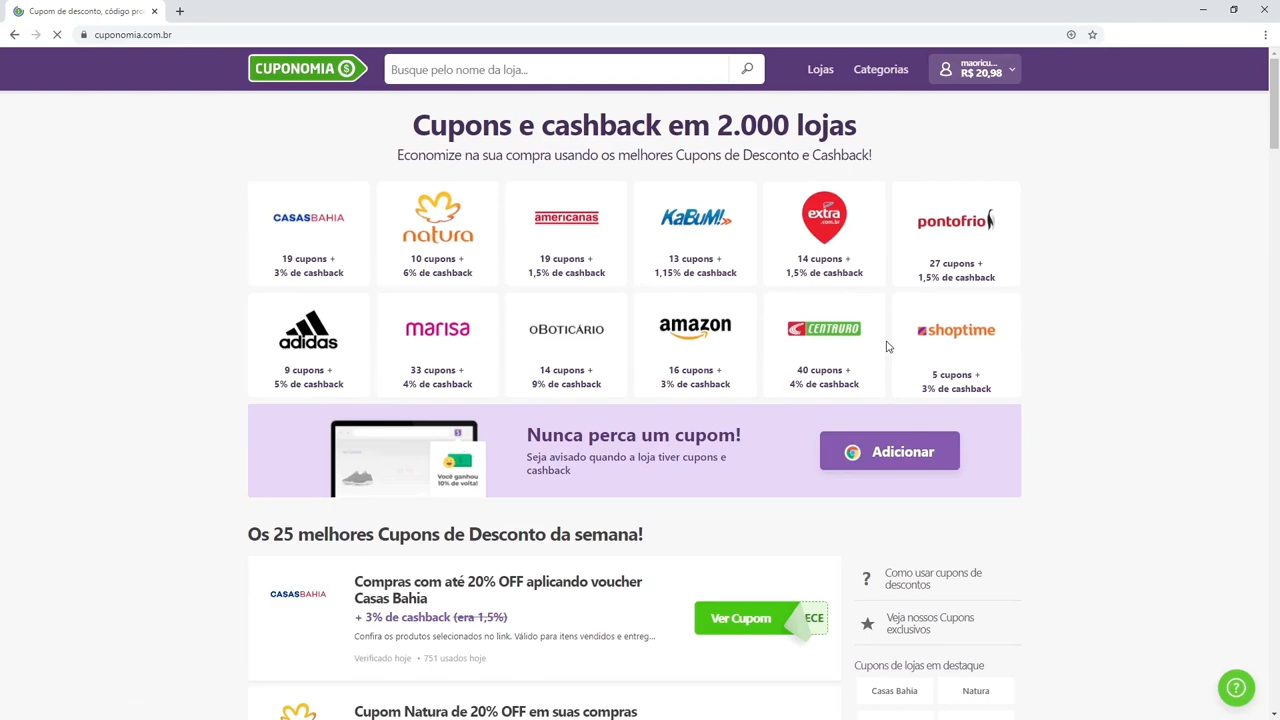 Cupom de desconto, código pro
cuponomia.com.br
CUPONOMIA $
Busque pelo nome da loja...
Lojas
Categorias
maoricu...
R$ 20,98
Cupons e cashback em 2.000 lojas
Economize na sua compra usando os melhores Cupons de Desconto e Cashback!
CASASBAHIA
19 cupons +
3% de cashback
natura
10 cupons +
6% de cashback
americanas
19 cupons +
1,5% de cashback
KaBuM!
13 cupons +
1,15% de cashback
extra
.com.br
14 cupons +
1,5% de cashback
pontofrio
27 cupons +
1,5% de cashback
adidas
9 cupons +
5% de cashback
marisa
33 cupons +
4% de cashback
oBOTICÁRIO
14 cupons +
9% de cashback
amazon
16 cupons +
3% de cashback
CENTAURO
40 cupons +
4% de cashback
shoptime
5 cupons +
3% de cashback
Você ganhou
10% de volta!
Nunca perca um cupom!
Seja avisado quando a loja tiver cupons e
cashback
Adicionar
Os 25 melhores Cupons de Desconto da semana!
CASASBAHIA
Compras com até 20% OFF aplicando voucher
Casas Bahia
+ 3% de cashback (era 1,5%)
Confira os produtos selecionados no link. Válido para itens vendidos e entreg...
Verificado hoje • 751 usados hoje
Ver Cupom
ECE
Cupom Natura de 20% OFF em suas compras
? Como usar cupons de
descontos
Veja nossos Cupons
exclusivos
Cupons de lojas em destaque
Casas Bahia
Natura
?